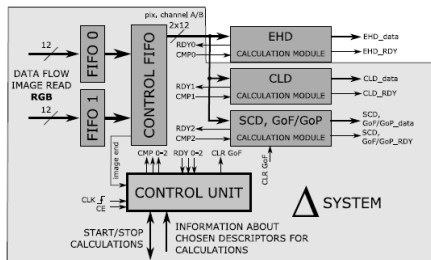 pix, channel A/B
2x12
12
DATA FLOW
IMAGE READ
RGB
12
FIFO 0
FIFO 1
CONTROL FIFO
RDY0
CMP0
EHD
CALCULATION MODULE
EHD_data
EHD_RDY
RDY1
CMP1
CLD
CALCULATION MODULE
CLD_data
CLD_RDY
RDY2
CMP2
SCD, GoF/GoP
CALCULATION MODULE
SCD,
GoF/GoP_data
SCD,
GoF/GoP_RDY
image end
CMP 0-2
RDY 0-2
CLR GoF
CLR GoF
CONTROL UNIT
CLK
CE
START/STOP
CALCULATIONS
INFORMATION ABOUT
CHOSEN DESCRIPTORS FOR
CALCULATIONS
Δ SYSTEM